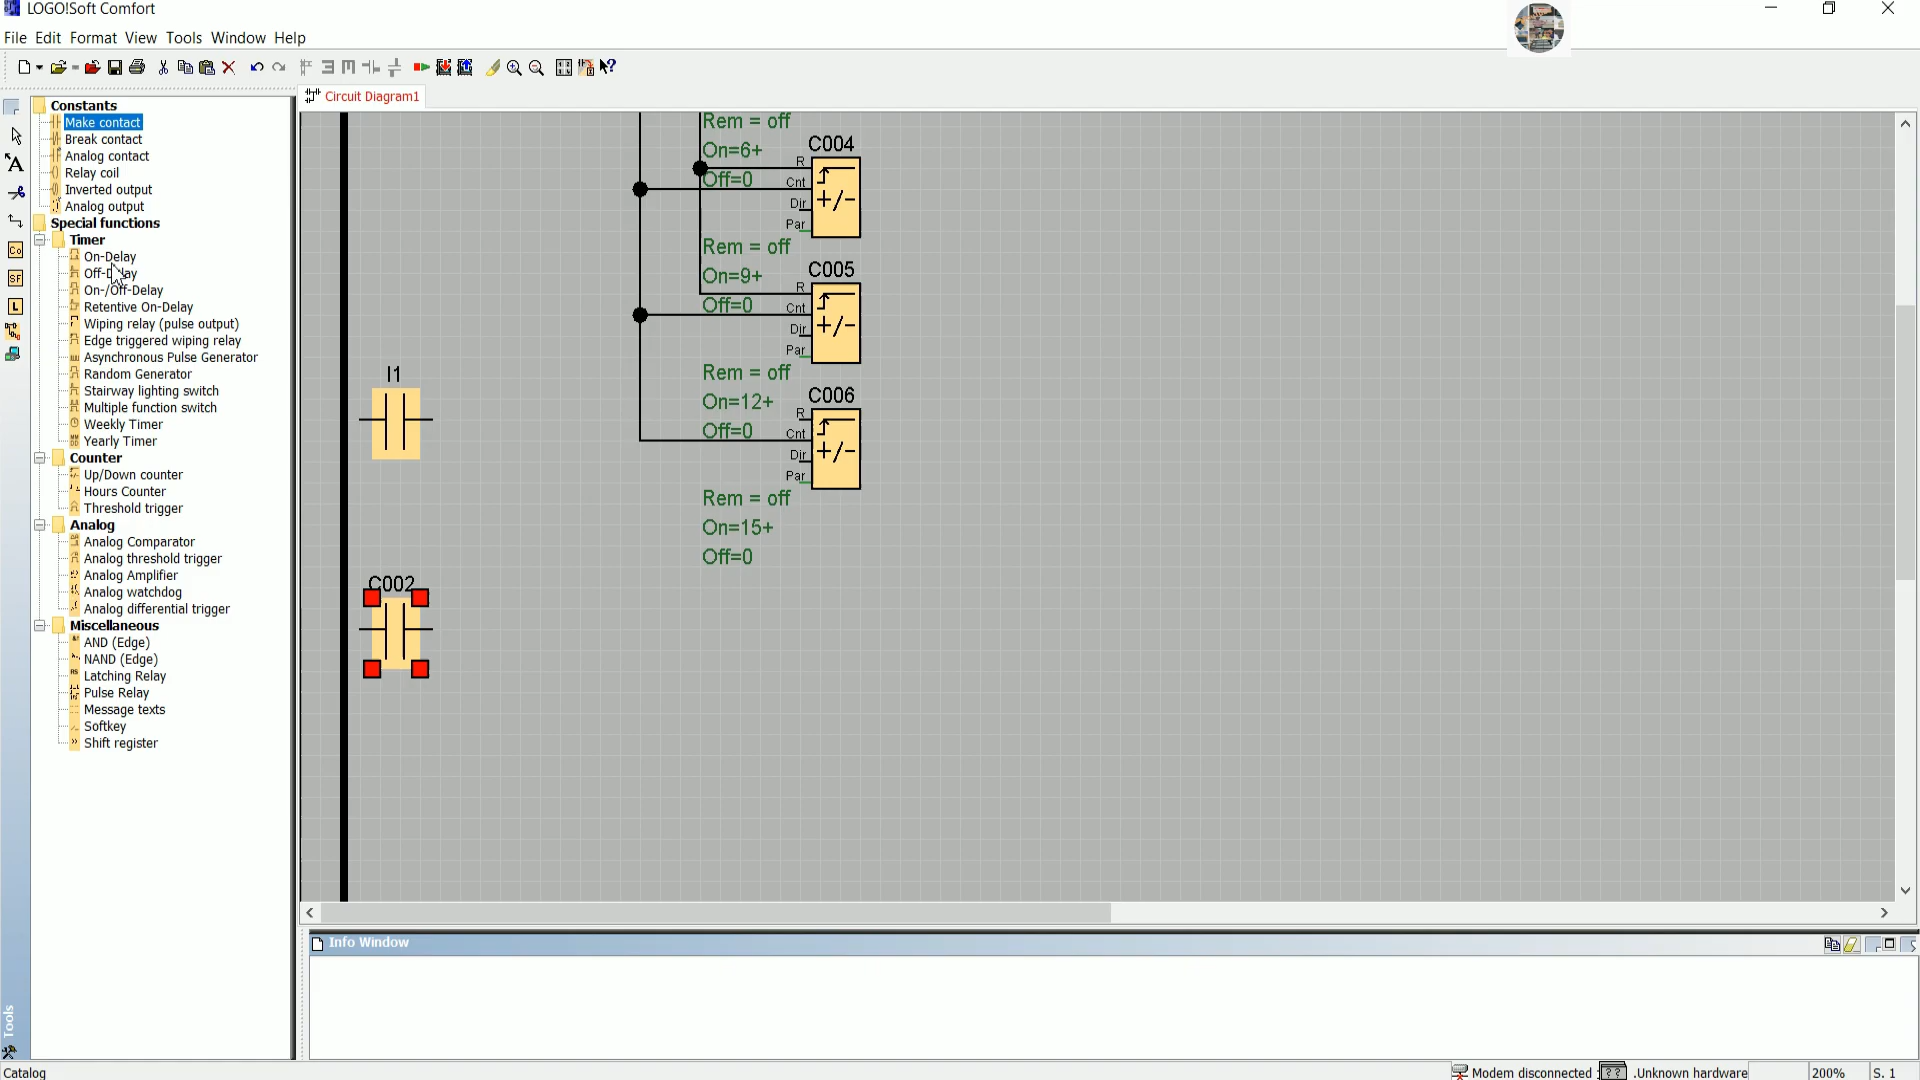 LOGO!Soft Comfort
File Edit Format View Tools Window Help
Circuit Diagram1
Constants
Make contact
Break contact
Analog contact
Relay coil
Inverted output
Analog output
Special functions
Timer
On-Delay
Off-Delay
On-/Off-Delay
Retentive On-Delay
Wiping relay (pulse output)
Edge triggered wiping relay
Asynchronous Pulse Generator
Random Generator
Stairway lighting switch
Multiple function switch
Weekly Timer
Yearly Timer
Counter
Up/Down counter
Hours Counter
Threshold trigger
Analog
Analog Comparator
Analog threshold trigger
Analog Amplifier
Analog watchdog
Analog differential trigger
Miscellaneous
AND (Edge)
NAND (Edge)
Latching Relay
Pulse Relay
Message texts
Softkey
Shift register
Co
SF
L
Tools
Rem = off
On=6+
Off=0
C004
R
Cnt
Dir
Par
+/-
Rem = off
On=9+
Off=0
C005
R
Cnt
Dir
Par
+/-
Rem = off
On=12+
Off=0
C006
R
Cnt
Dir
Par
+/-
Rem = off
On=15+
Off=0
I1
C002
Info Window
Catalog
Modem disconnected
??
.Unknown hardware
200%
S. 1